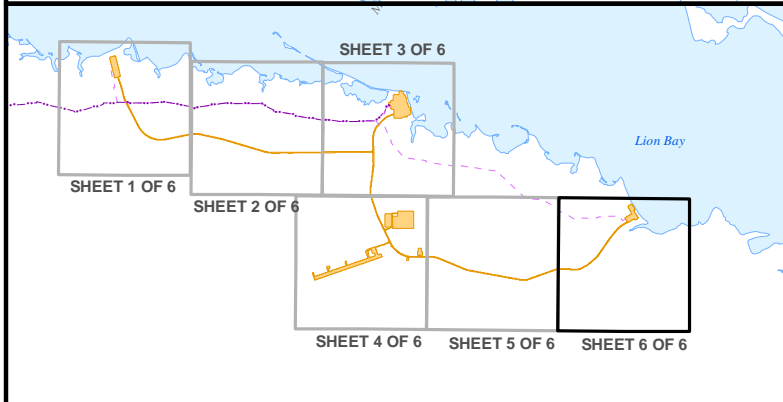 SHEET 3 OF 6
Lion Bay
SHEET 1 OF 6
SHEET 2 OF 6
SHEET 4 OF 6
SHEET 5 OF 6
SHEET 6 OF 6